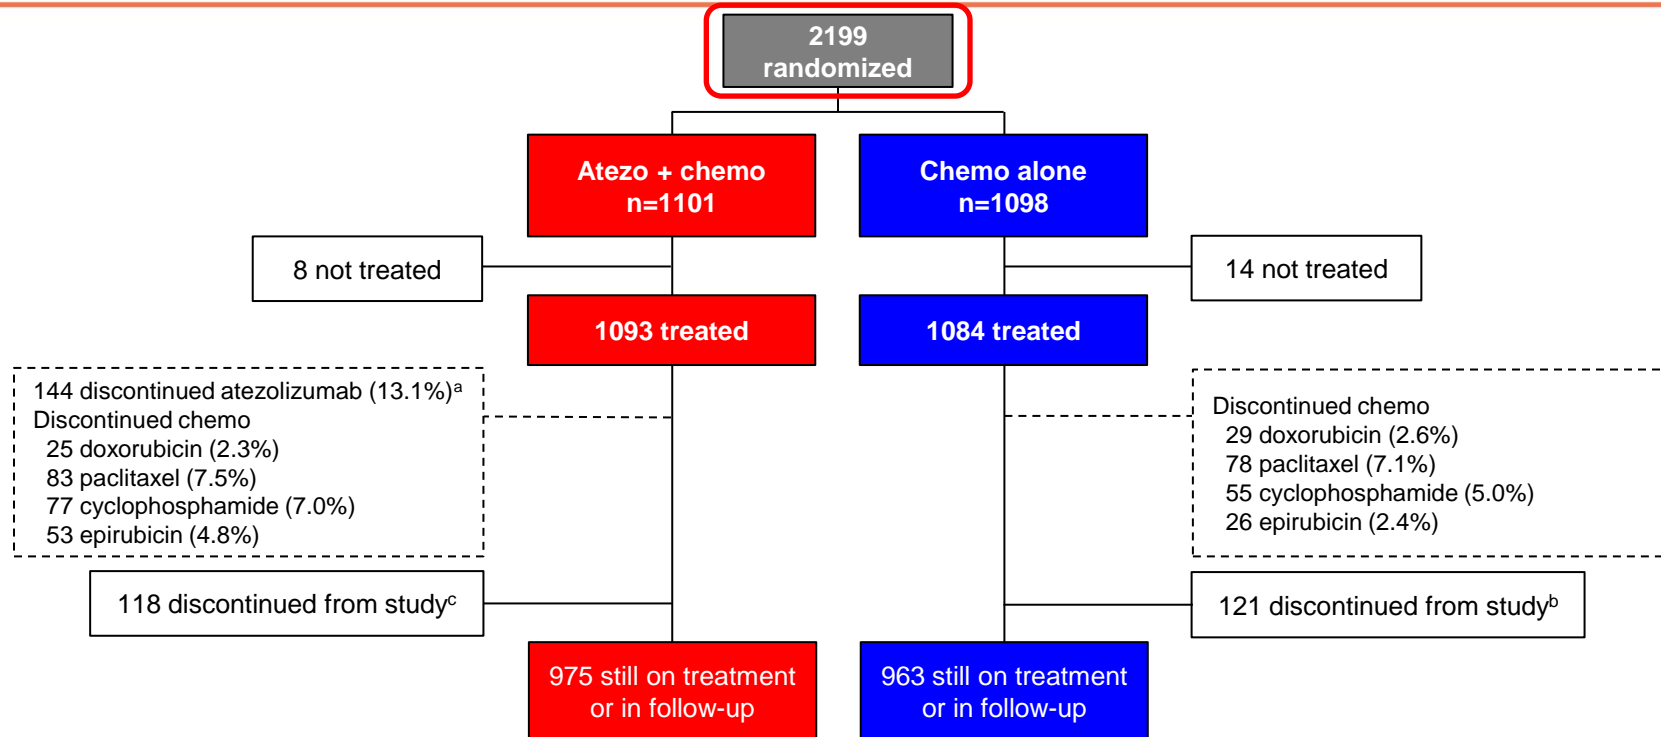 2199
randomized
Atezo + chemo
n=1101
Chemo alone
n=1098
8 not treated
14 not treated
1093 treated
1084 treated
144 discontinued atezolizumab (13.1%)ᵃ
Discontinued chemo
25 doxorubicin (2.3%)
83 paclitaxel (7.5%)
77 cyclophosphamide (7.0%)
53 epirubicin (4.8%)
Discontinued chemo
29 doxorubicin (2.6%)
78 paclitaxel (7.1%)
55 cyclophosphamide (5.0%)
26 epirubicin (2.4%)
118 discontinued from studyᶜ
121 discontinued from studyᵇ
975 still on treatment
or in follow-up
963 still on treatment
or in follow-up